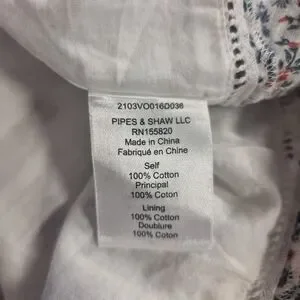 2103VO016D036
PIPES & SHAW LLC
RN155820
Made in China
Fabriqué en Chine
Self
100% Cotton
Principal
100% Cotton
Lining
100% Cotton
Doublure
100% Coton